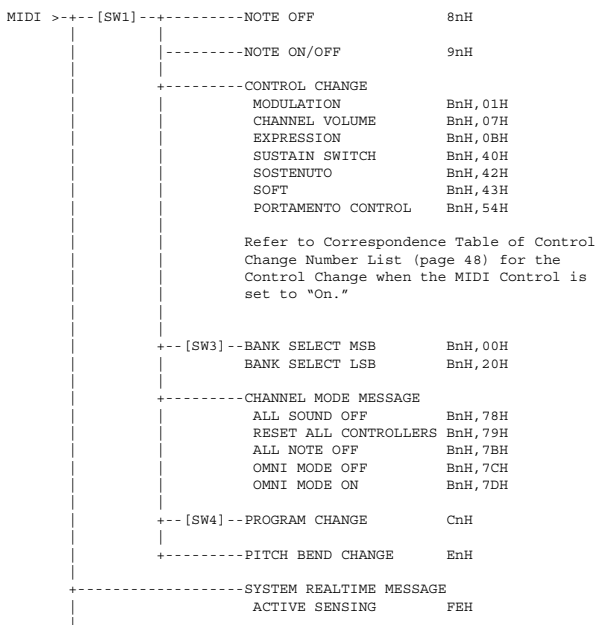 MIDI >-+--[SW1]--+---------NOTE OFF 8nH
|---------NOTE ON/OFF 9nH
+---------CONTROL CHANGE
MODULATION BnH,01H
CHANNEL VOLUME BnH,07H
EXPRESSION BnH,0BH
SUSTAIN SWITCH BnH,40H
SOSTENUTO BnH,42H
SOFT BnH,43H
PORTAMENTO CONTROL BnH,54H
Refer to Correspondence Table of Control
Change Number List (page 48) for the
Control Change when the MIDI Control is
set to “On.”
+--[SW3]--BANK SELECT MSB BnH,00H
BANK SELECT LSB BnH,20H
+---------CHANNEL MODE MESSAGE
ALL SOUND OFF BnH,78H
RESET ALL CONTROLLERS BnH,79H
ALL NOTE OFF BnH,7BH
OMNI MODE OFF BnH,7CH
OMNI MODE ON BnH,7DH
+--[SW4]--PROGRAM CHANGE CnH
+---------PITCH BEND CHANGE EnH
+-------------------SYSTEM REALTIME MESSAGE
ACTIVE SENSING FEH